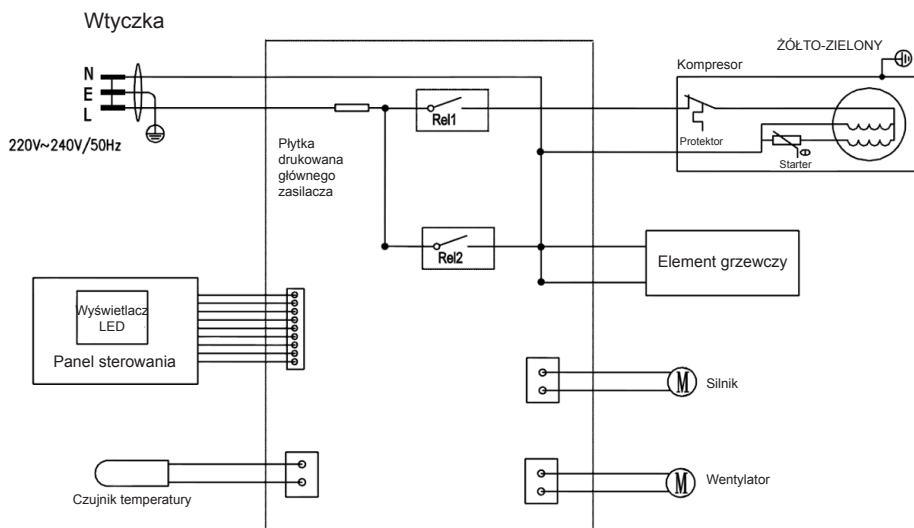 Wtyczka
ŻÓŁTO-ZIELONY
Kompresor
N
E
L
220V~240V/50Hz
Rel1
Protektor
Starter
Płytka
drukowana
głównego
zasilacza
Rel2
Element grzewczy
Wyświetlacz
LED
Panel sterowania
M
Silnik
Czujnik temperatury
M
Wentylator